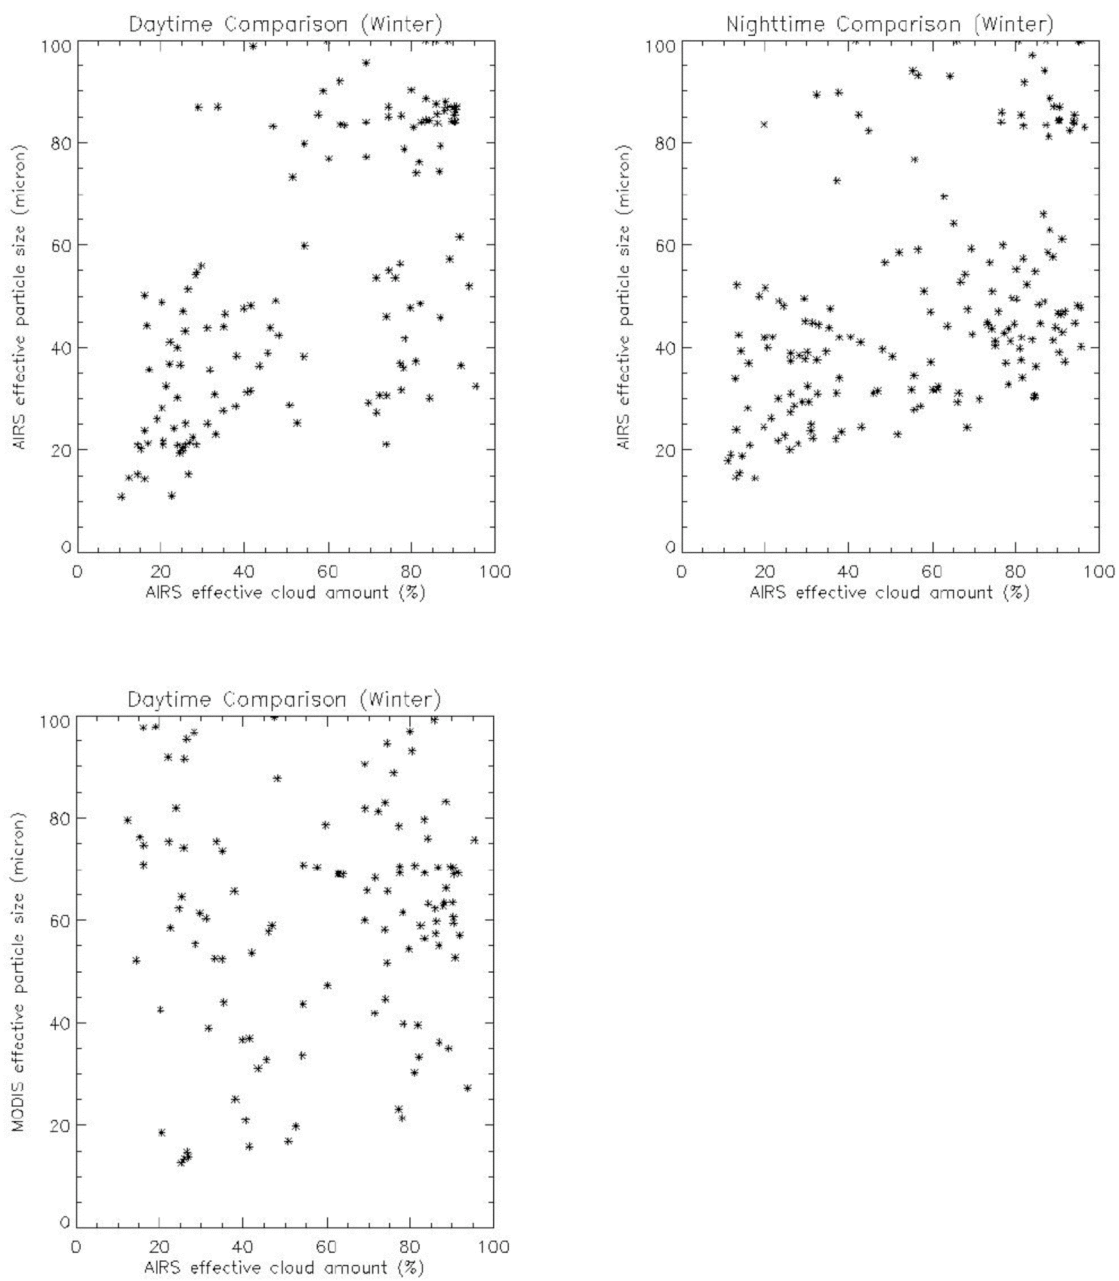 Daytime Comparison (Winter)
100
80
60
40
20
0
0 20 40 60 80 100
AIRS effective particle size (micron)
AIRS effective cloud amount (%)
Nighttime Comparison (Winter)
100
80
60
40
20
0
0 20 40 60 80 100
AIRS effective particle size (micron)
AIRS effective cloud amount (%)
Daytime Comparison (Winter)
100
80
60
40
20
0
0 20 40 60 80 100
MODIS effective particle size (micron)
AIRS effective cloud amount (%)